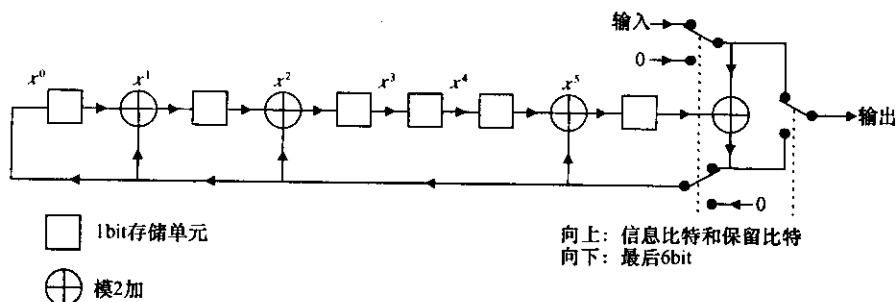 输入
0
x⁰
x¹
x²
x³
x⁴
x⁵
输出
0
1bit存储单元
模2加
向上：信息比特和保留比特
向下：最后6bit